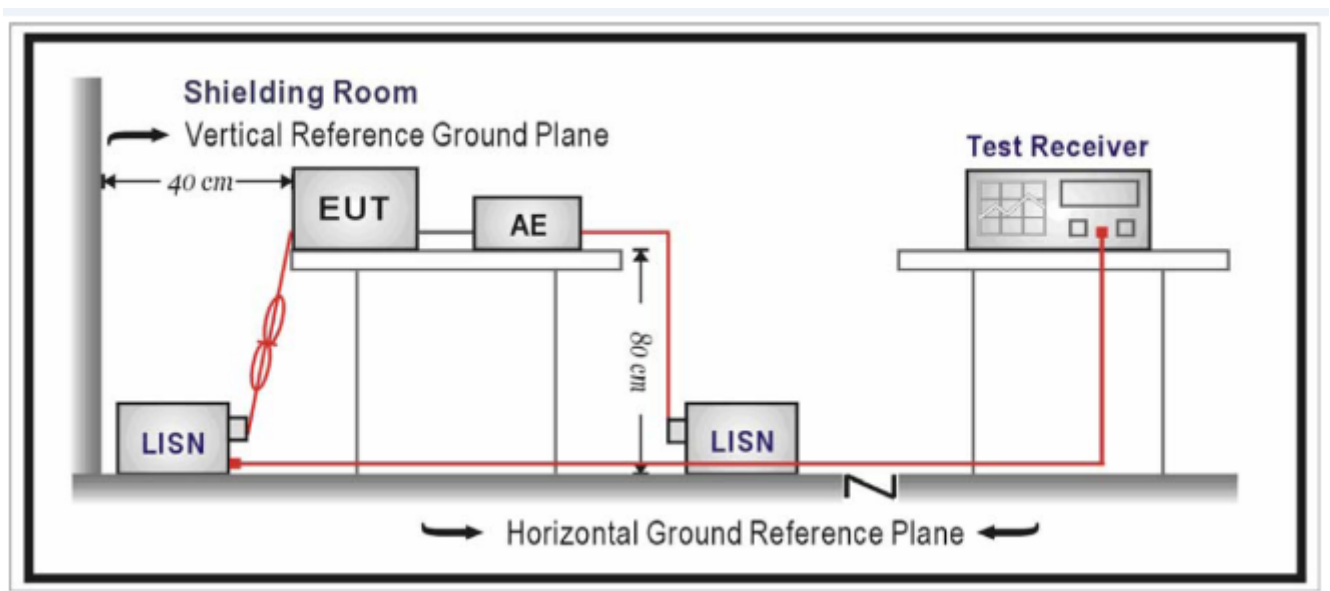 Shielding Room
Vertical Reference Ground Plane
Test Receiver
40 cm
EUT
AE
80 cm
LISN
LISN
Horizontal Ground Reference Plane